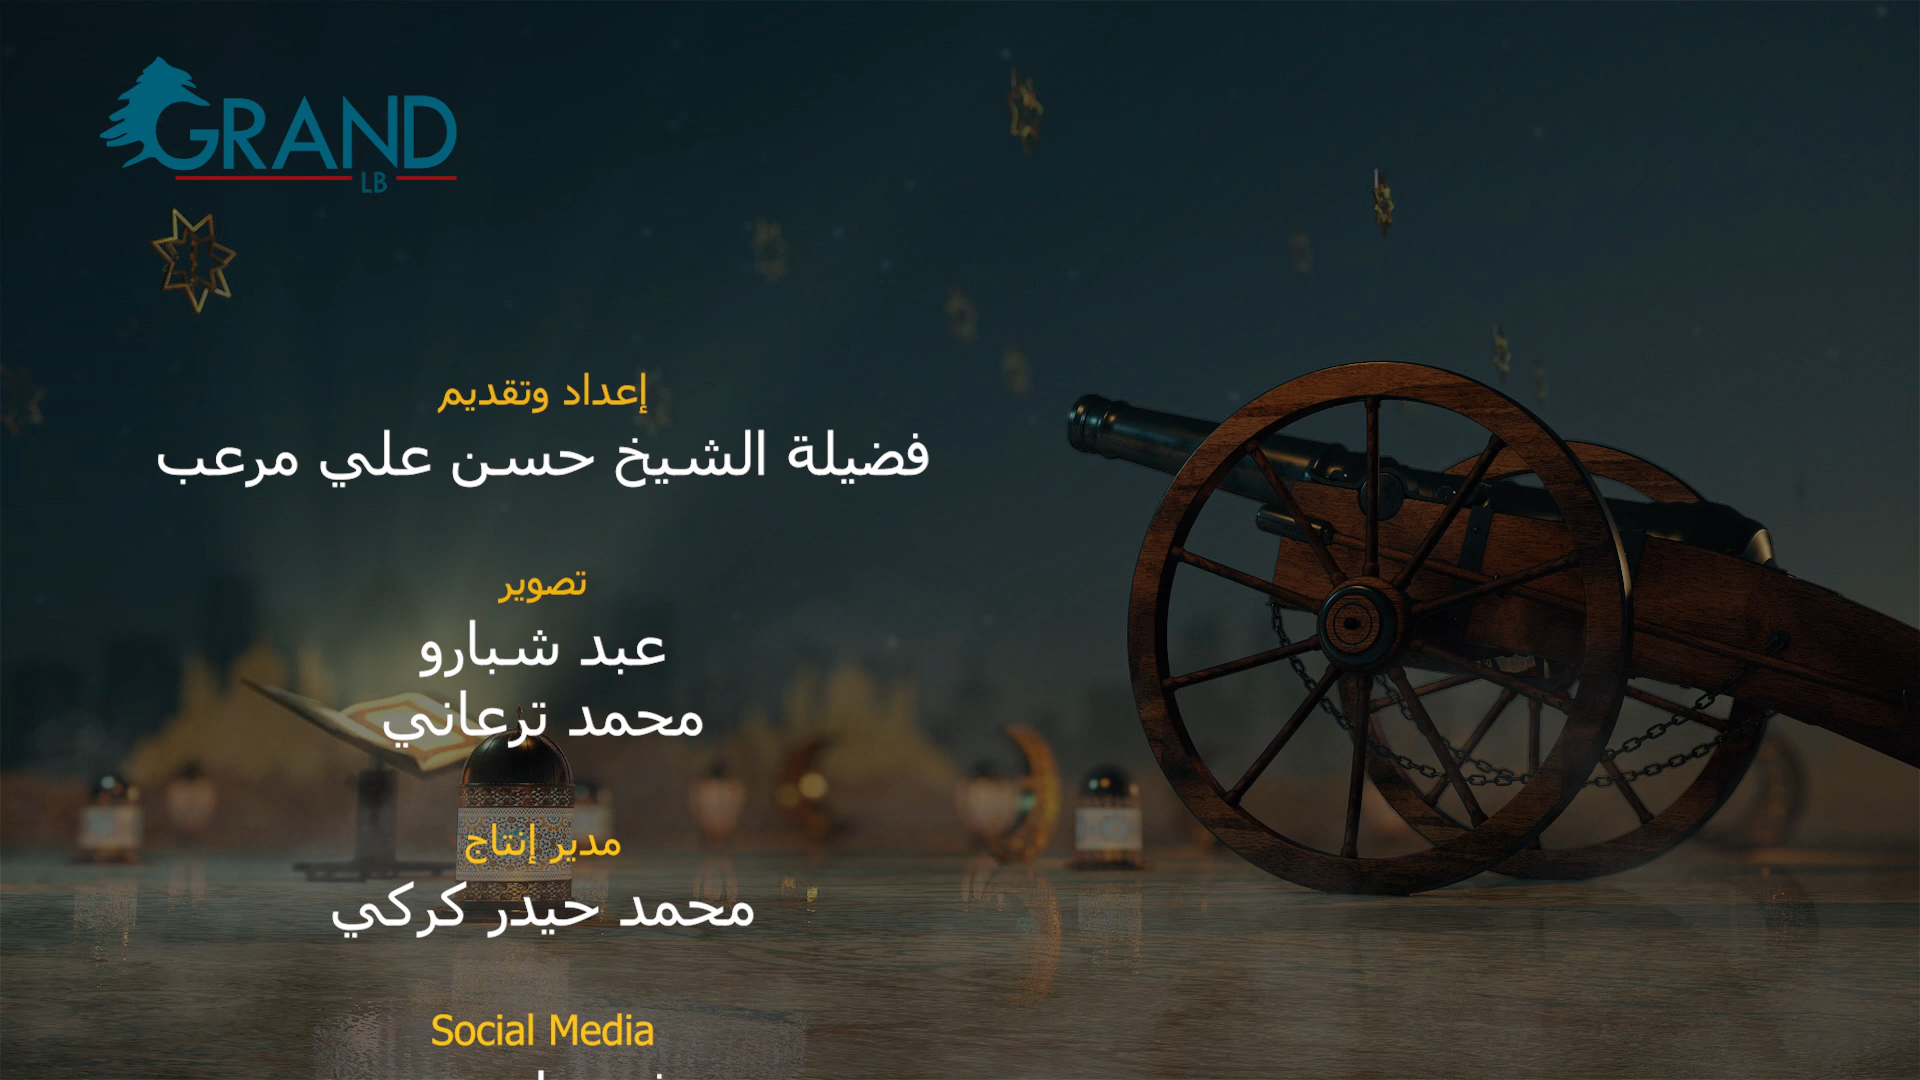 GRAND
LB
إعداد وتقديم
فضيلة الشيخ حسن علي مرعب
تصوير
عبد شبارو
محمد ترعاني
مدير إنتاج
محمد حيدر كركي
Social Media